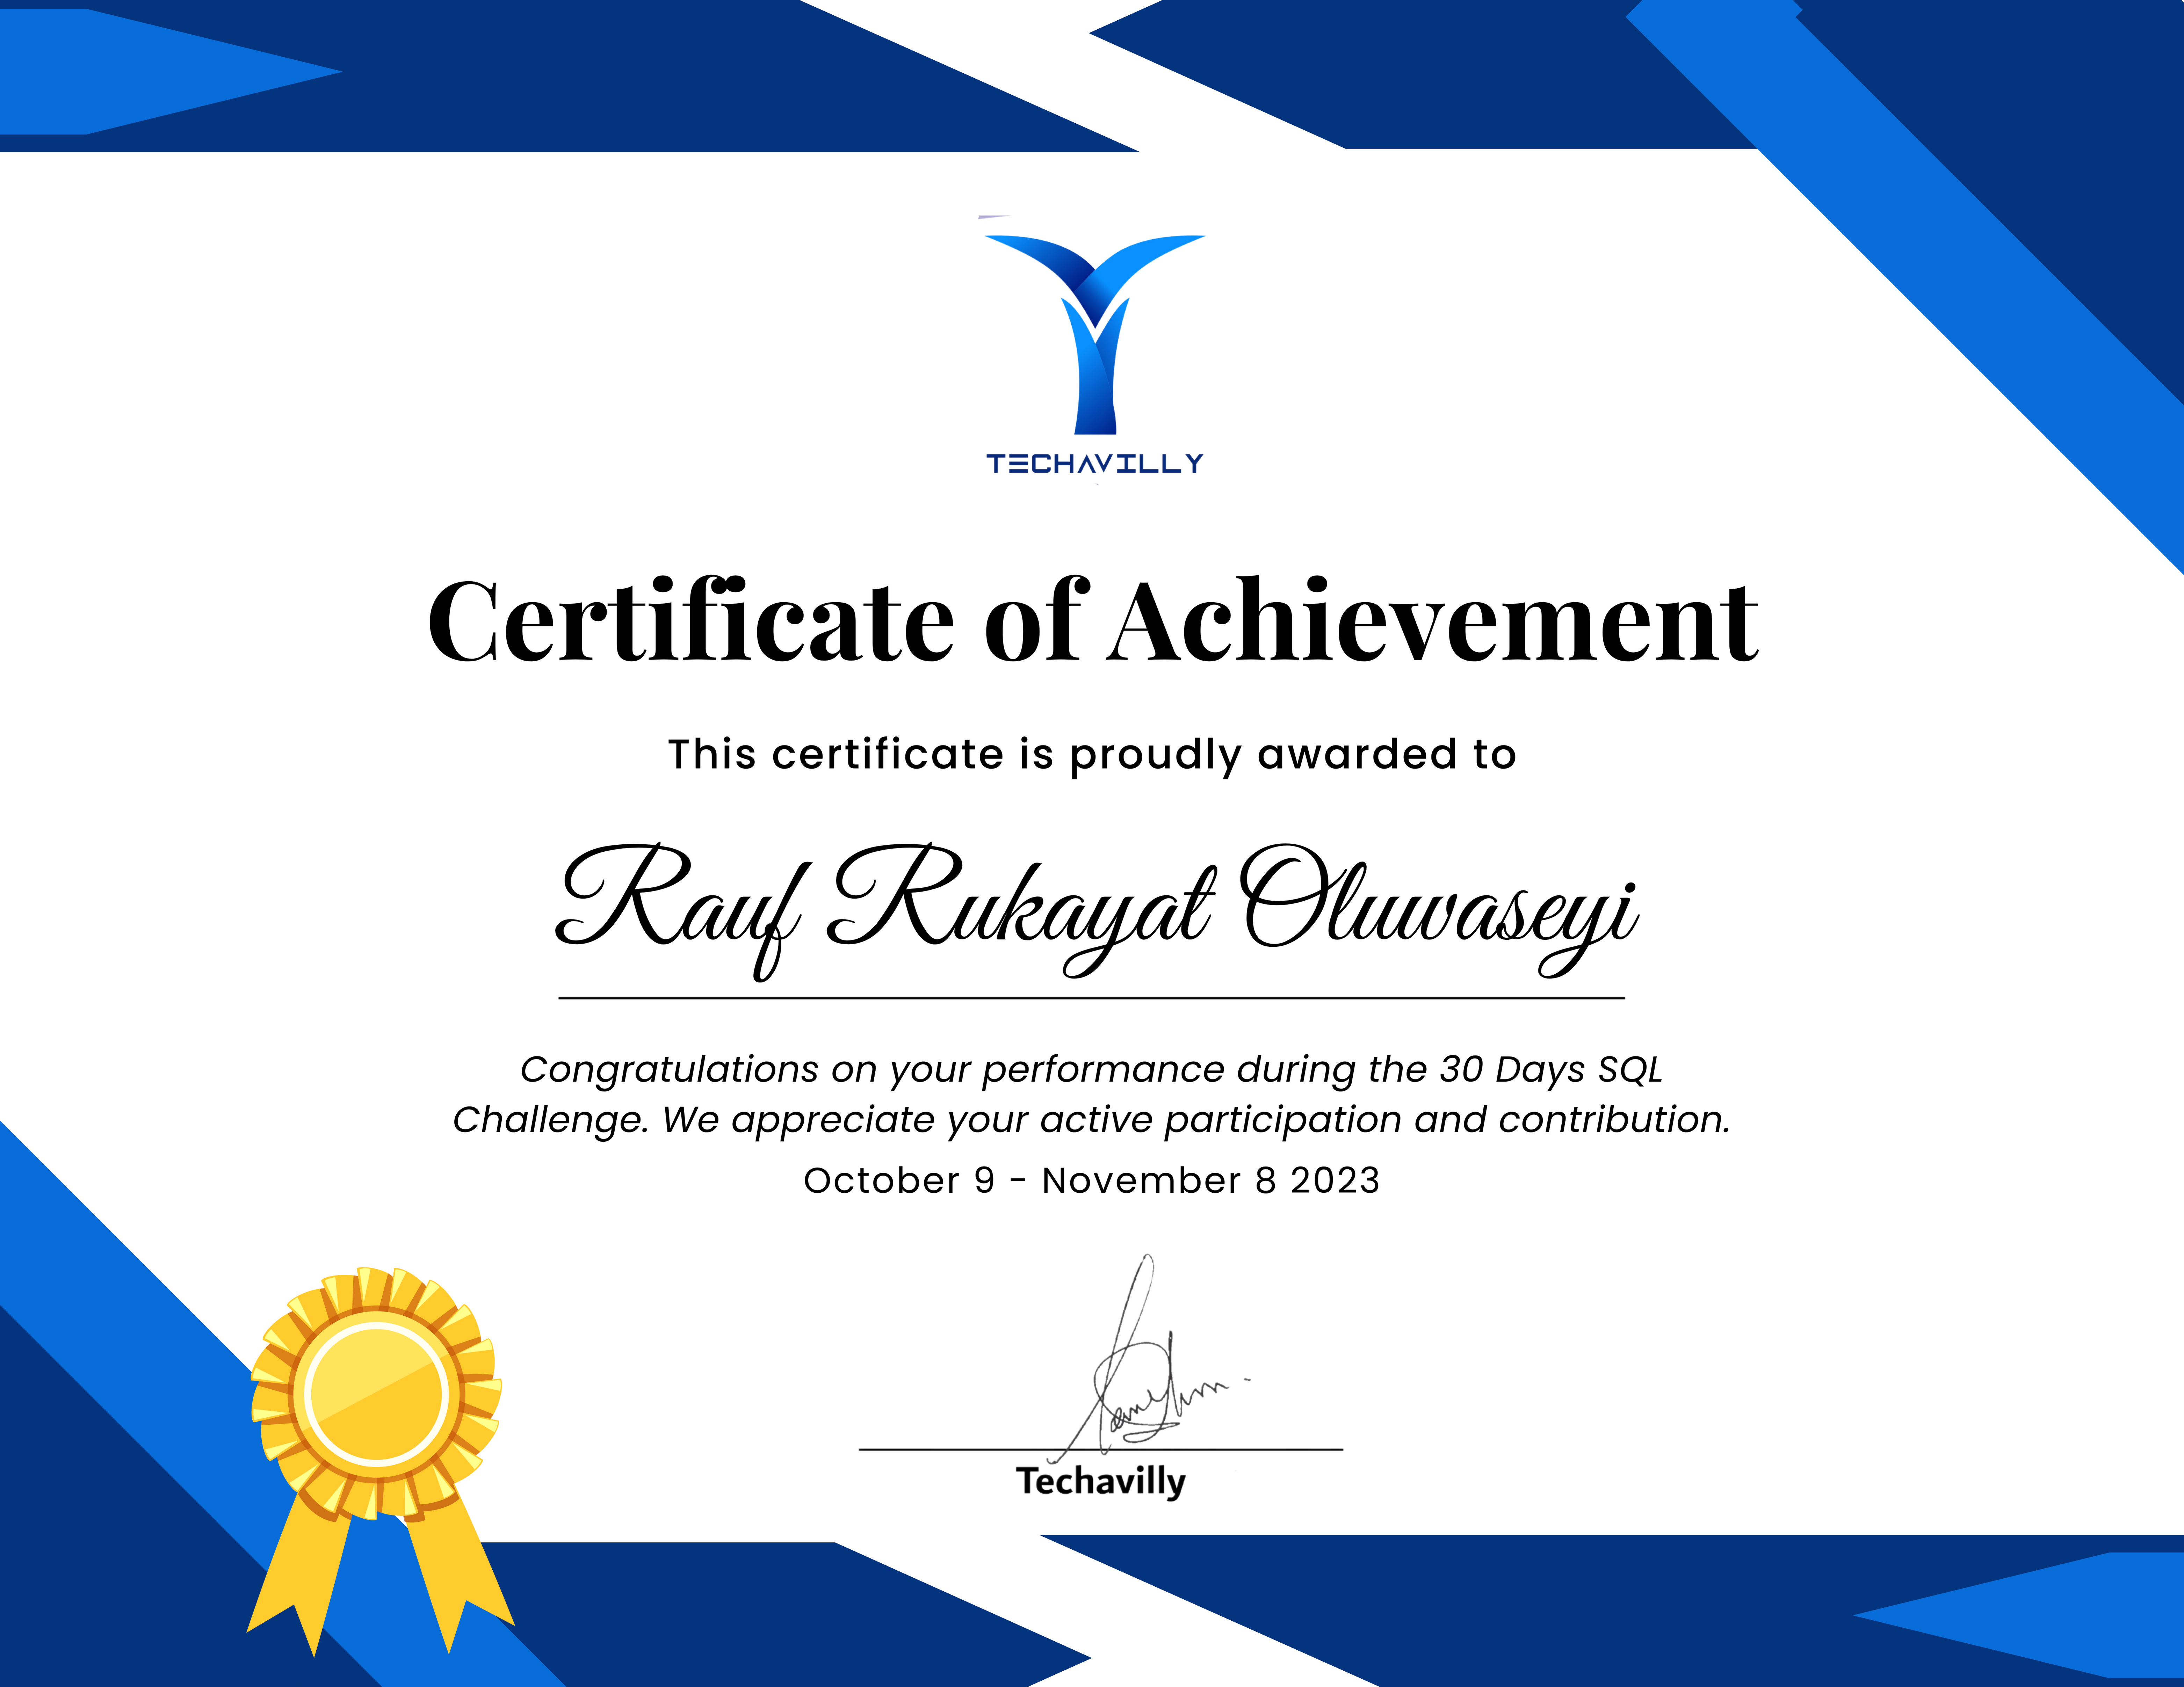 TECHAVILLY
Certificate of Achievement
This certificate is proudly awarded to
Rauf Rukayat Oluwaseyi
Congratulations on your performance during the 30 Days SQL
Challenge. We appreciate your active participation and contribution.
October 9 - November 8 2023
Techavilly